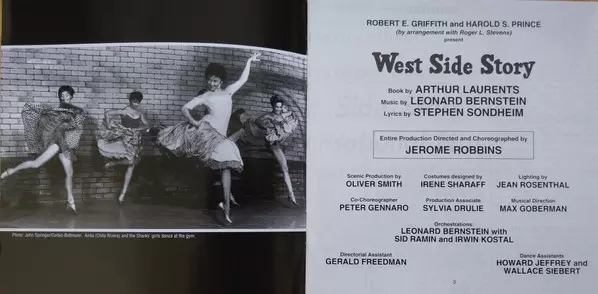 Photo: John Springer/Corbis-Bettmann. Anita (Chita Rivera) and the Sharks' girls dance at the gym.
ROBERT E. GRIFFITH and HAROLD S. PRINCE
(by arrangement with Roger L. Stevens)
present
West Side Story
Book by ARTHUR LAURENTS
Music by LEONARD BERNSTEIN
Lyrics by STEPHEN SONDHEIM
Entire Production Directed and Choreographed by
JEROME ROBBINS
Scenic Production by
OLIVER SMITH
Costumes designed by
IRENE SHARAFF
Lighting by
JEAN ROSENTHAL
Co-Choreographer
PETER GENNARO
Production Associate
SYLVIA DRULIE
Musical Direction
MAX GOBERMAN
Orchestrations:
LEONARD BERNSTEIN with
SID RAMIN and IRWIN KOSTAL
Directorial Assistant
GERALD FREEDMAN
Dance Assistants
HOWARD JEFFREY and
WALLACE SIEBERT